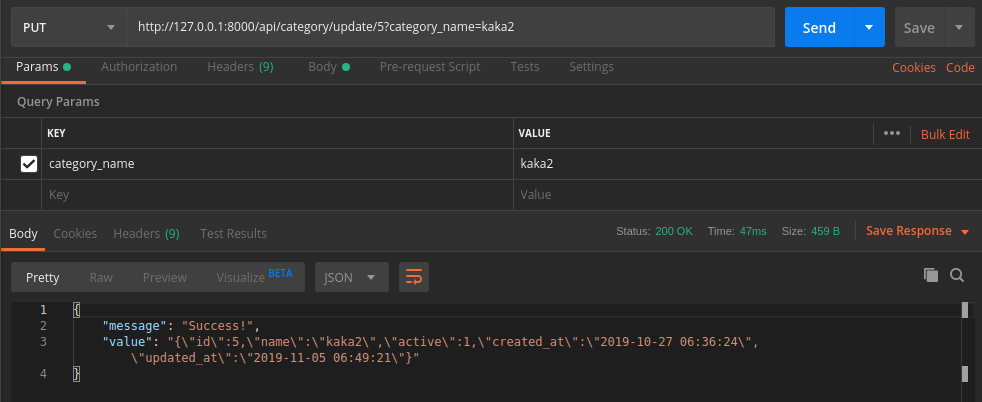 PUT http://127.0.0.1:8000/api/category/update/5?category_name=kaka2 Send Save
Params Authorization Headers (9) Body Pre-request Script Tests Settings Cookies Code
Query Params
KEY VALUE ••• Bulk Edit
category_name kaka2
Key Value
Body Cookies Headers (9) Test Results Status: 200 OK Time: 47ms Size: 459 B Save Response
Pretty Raw Preview Visualize BETA JSON
1 {
2 "message": "Success!",
3 "value": "{\"id\":5,\"name\":\"kaka2\",\"active\":1,\"created_at\":\"2019-10-27 06:36:24\",
\"updated_at\":\"2019-11-05 06:49:21\"}"
4 }